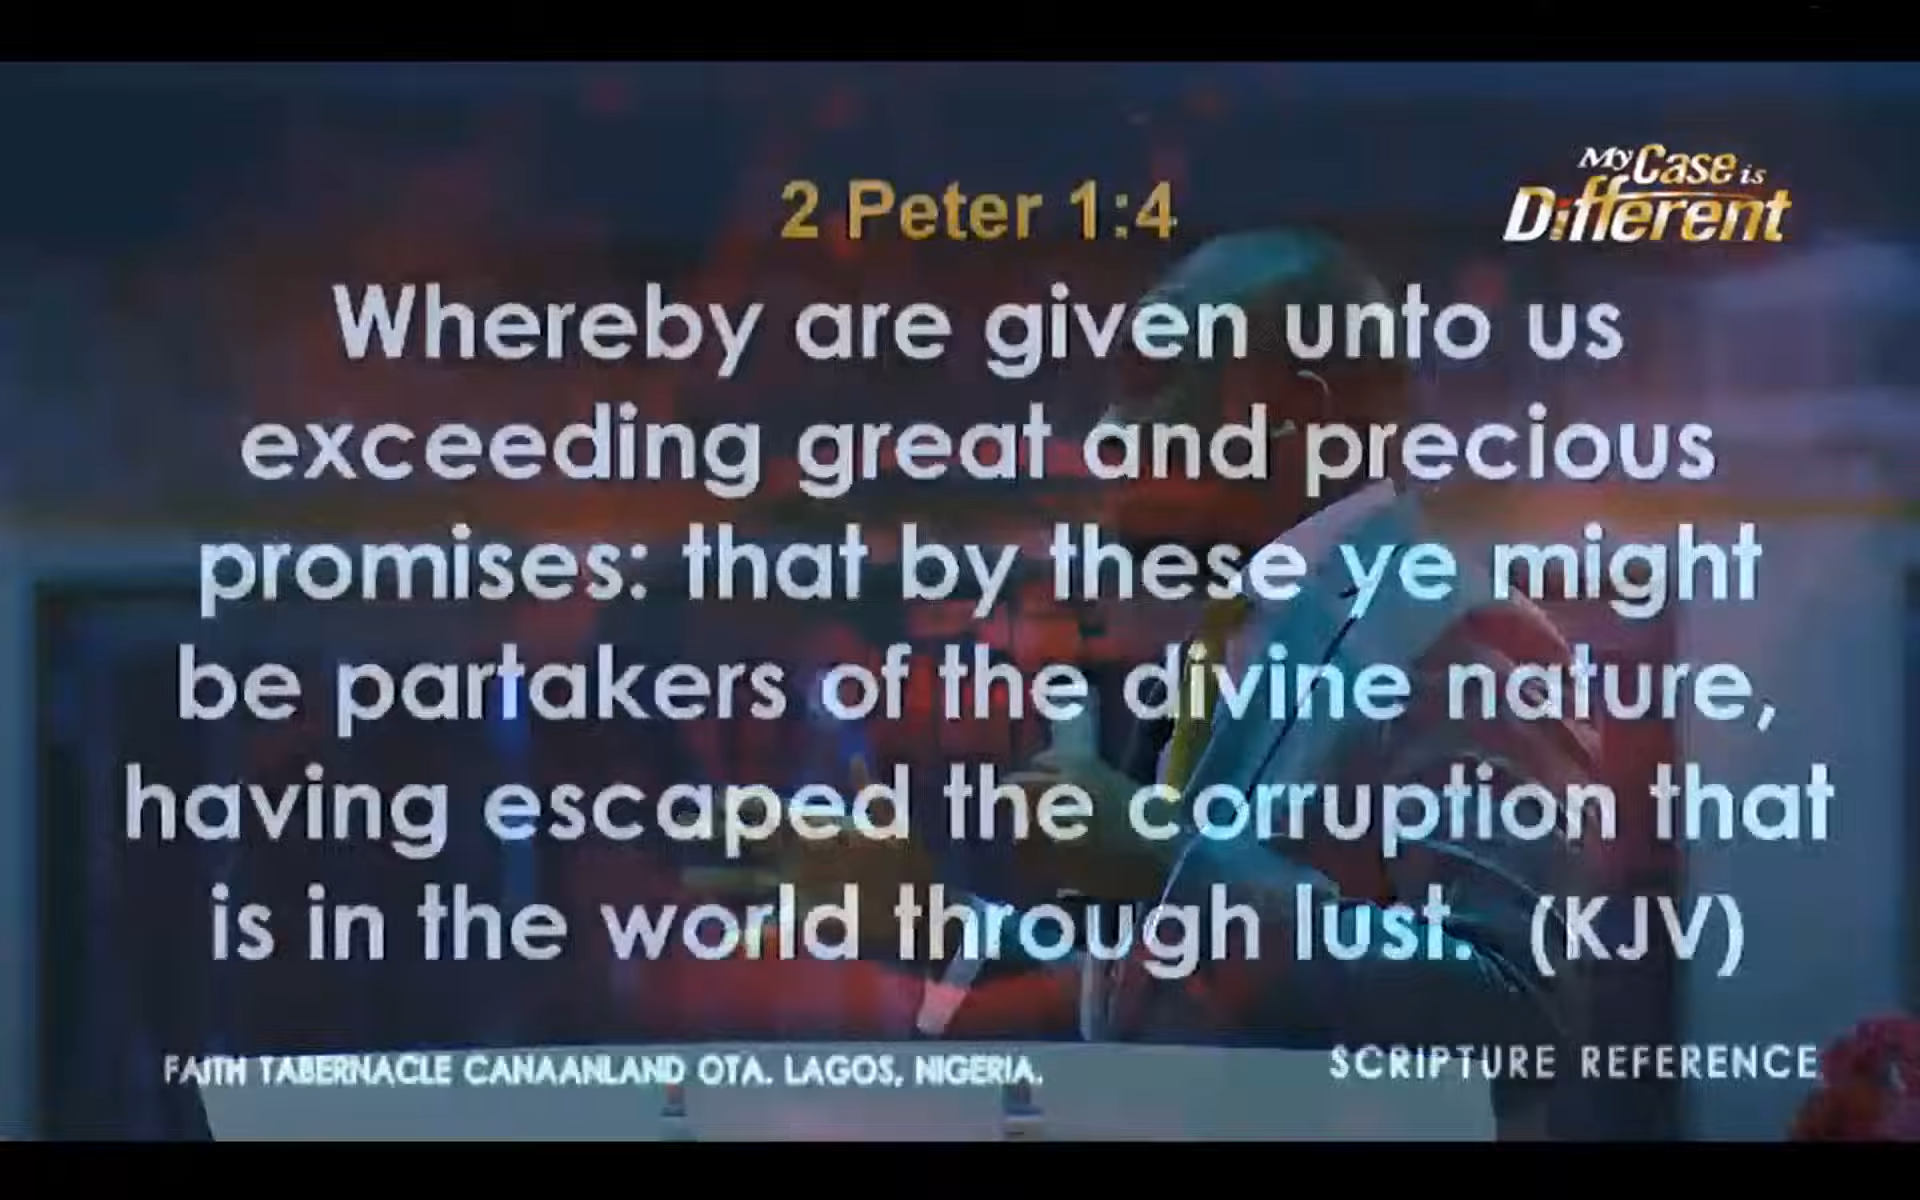 2 Peter 1:4
My Case is
Different
Whereby are given unto us
exceeding great and precious
promises: that by these ye might
be partakers of the divine nature,
having escaped the corruption that
is in the world through lust. (KJV)
FAITH TABERNACLE CANAANLAND OTA. LAGOS, NIGERIA.
SCRIPTURE REFERENCE